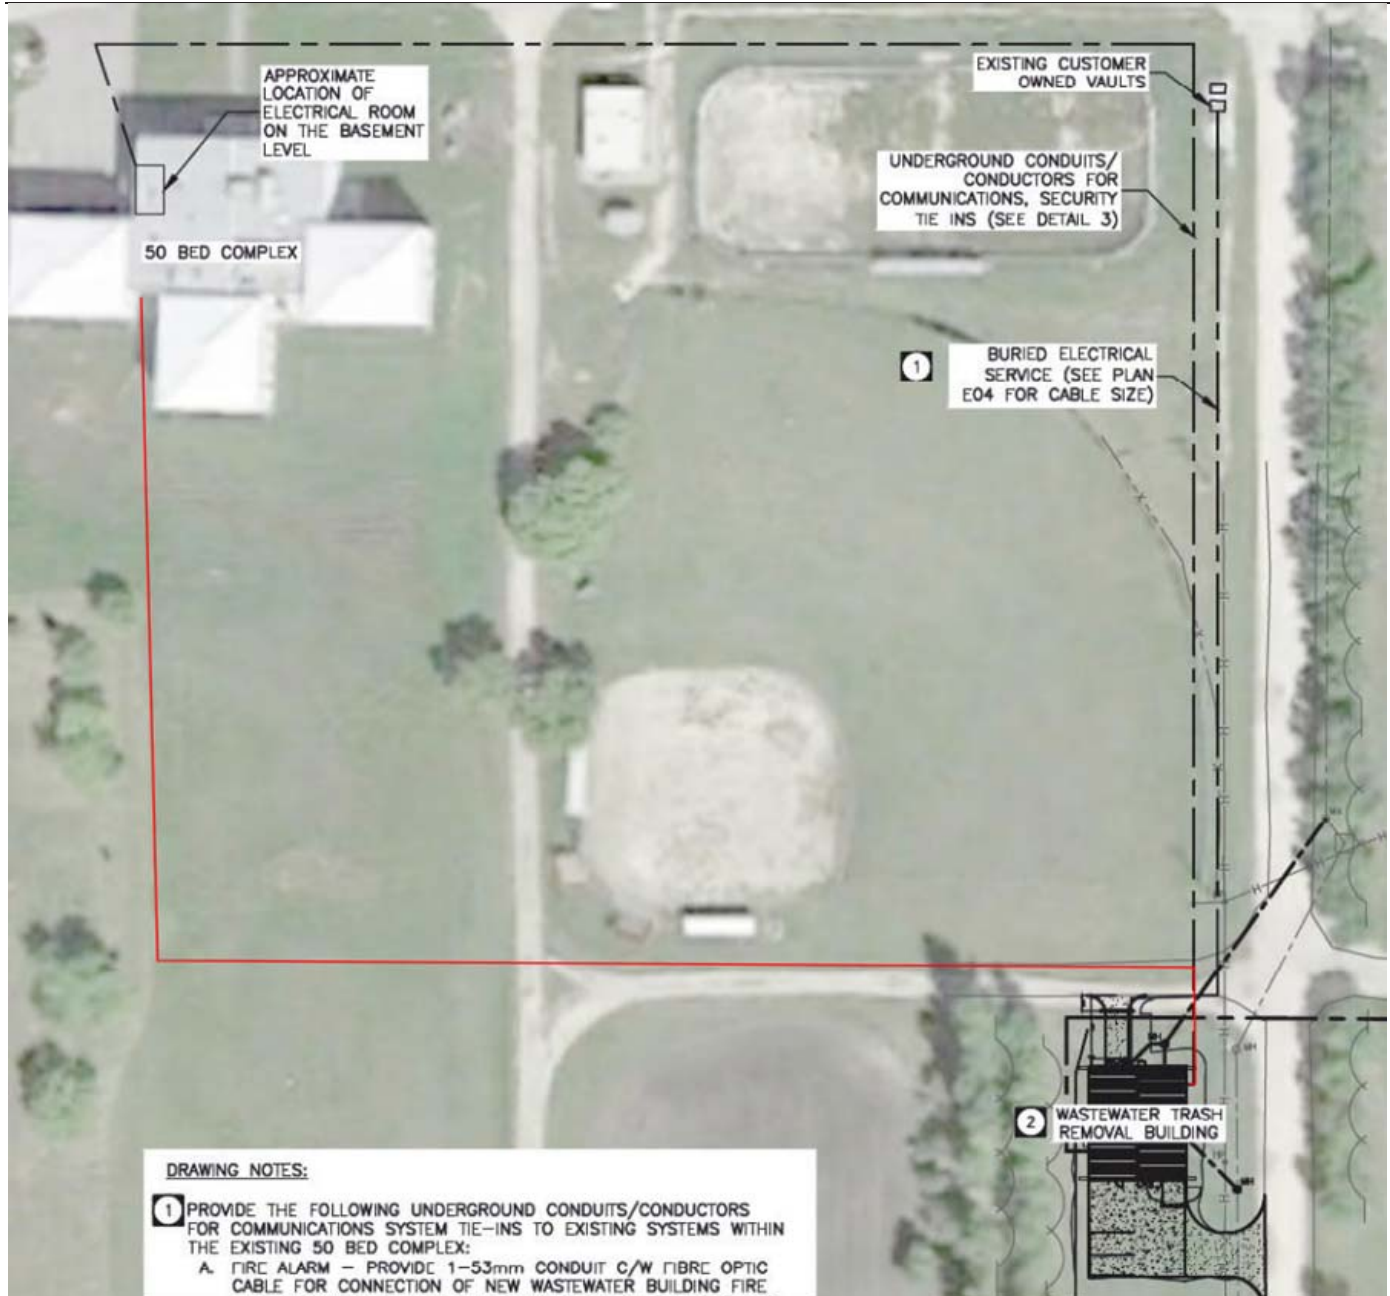 APPROXIMATE
LOCATION OF
ELECTRICAL ROOM
ON THE BASEMENT
LEVEL
EXISTING CUSTOMER
OWNED VAULTS
UNDERGROUND CONDUITS/
CONDUCTORS FOR
COMMUNICATIONS, SECURITY
TIE INS (SEE DETAIL 3)
50 BED COMPLEX
1
BURIED ELECTRICAL
SERVICE (SEE PLAN
E04 FOR CABLE SIZE)
X
H
H
H
H
X
H
H
H
H
MH
MH
MH
2
WASTEWATER TRASH
REMOVAL BUILDING
DRAWING NOTES:
1 PROVIDE THE FOLLOWING UNDERGROUND CONDUITS/CONDUCTORS
FOR COMMUNICATIONS SYSTEM TIE-INS TO EXISTING SYSTEMS WITHIN
THE EXISTING 50 BED COMPLEX:
A. FIRE ALARM – PROVIDE 1-53mm CONDUIT C/W FIBRE OPTIC
CABLE FOR CONNECTION OF NEW WASTEWATER BUILDING FIRE